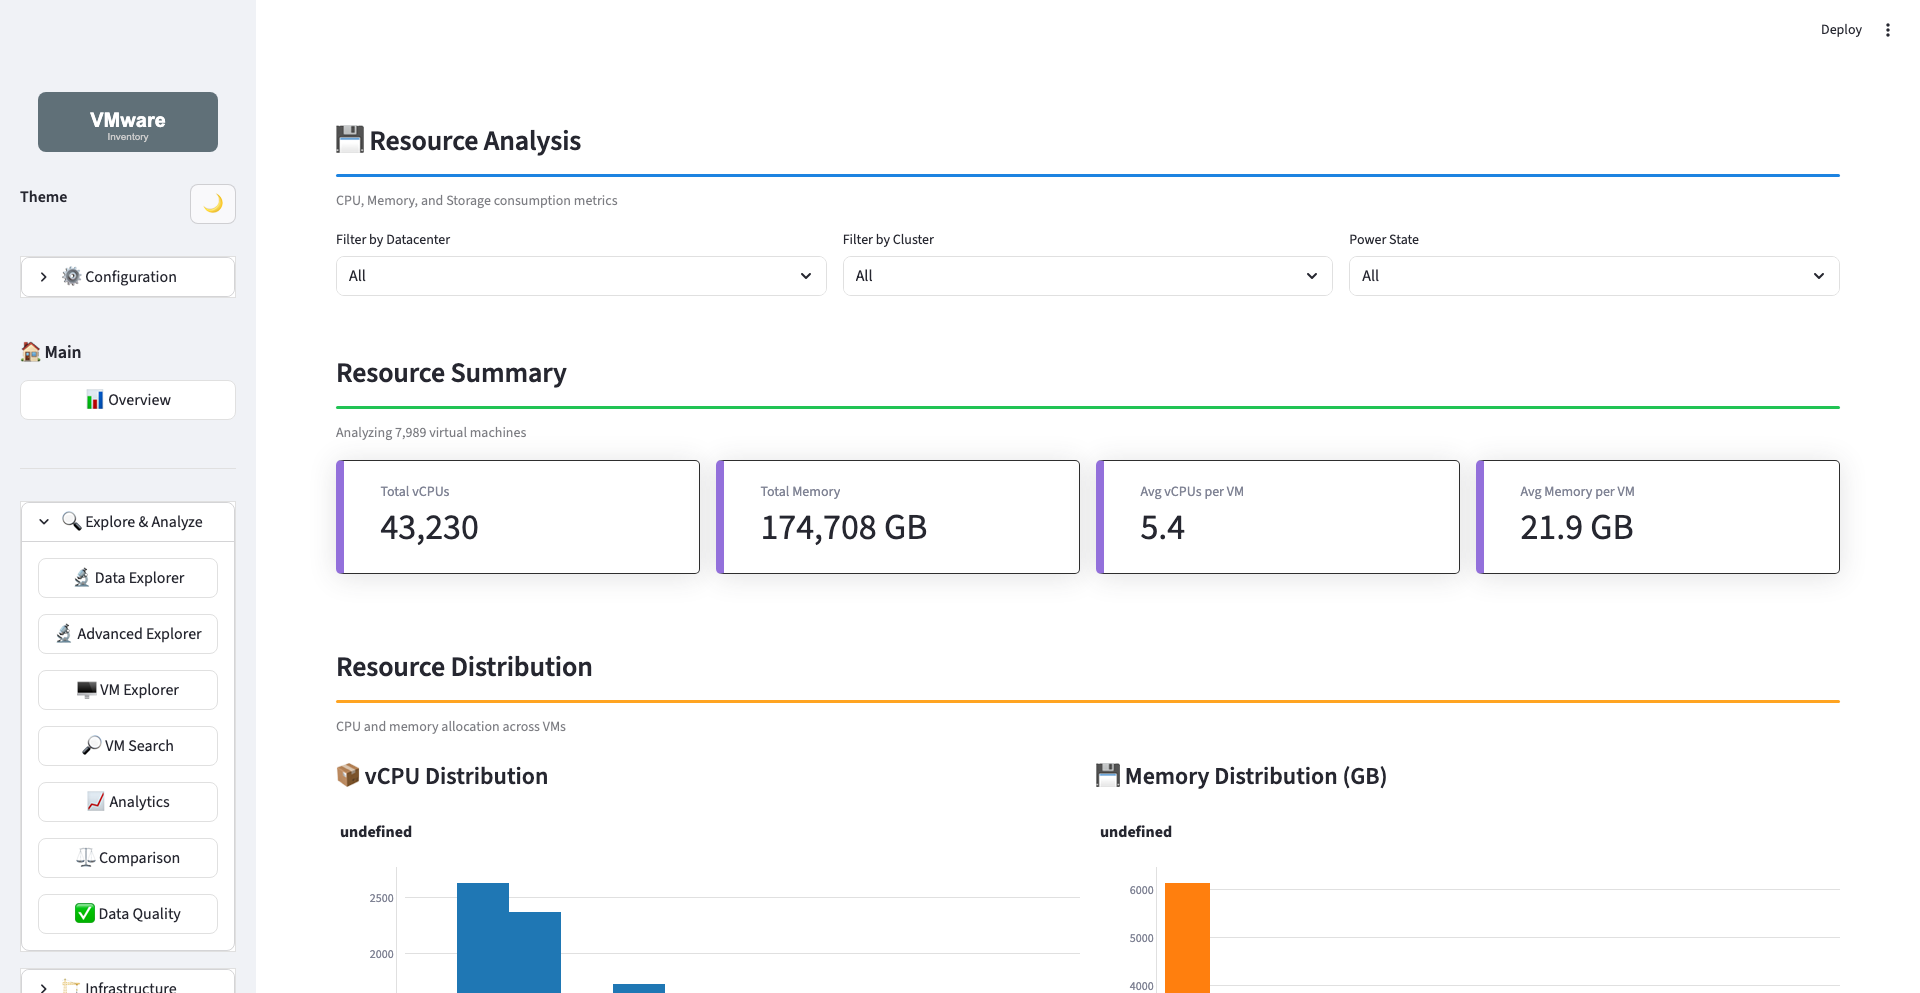 Deploy
VMware
Inventory
Theme
Configuration
Main
Overview
Explore & Analyze
Data Explorer
Advanced Explorer
VM Explorer
VM Search
Analytics
Comparison
Data Quality
Infrastructure
Resource Analysis
CPU, Memory, and Storage consumption metrics
Filter by Datacenter
All
Filter by Cluster
All
Power State
All
Resource Summary
Analyzing 7,989 virtual machines
Total vCPUs
43,230
Total Memory
174,708 GB
Avg vCPUs per VM
5.4
Avg Memory per VM
21.9 GB
Resource Distribution
CPU and memory allocation across VMs
vCPU Distribution
undefined
2500
2000
Memory Distribution (GB)
undefined
6000
5000
4000